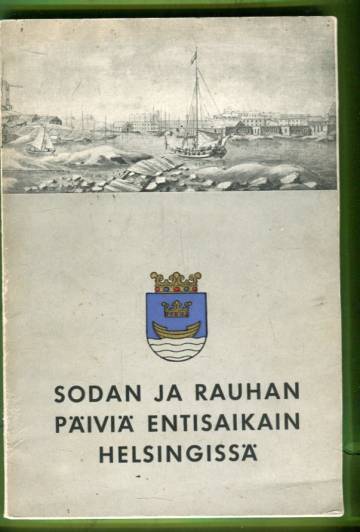 SODAN JA RAUHAN
PÄIVIÄ ENTISAIKAIN
HELSINGISSÄ